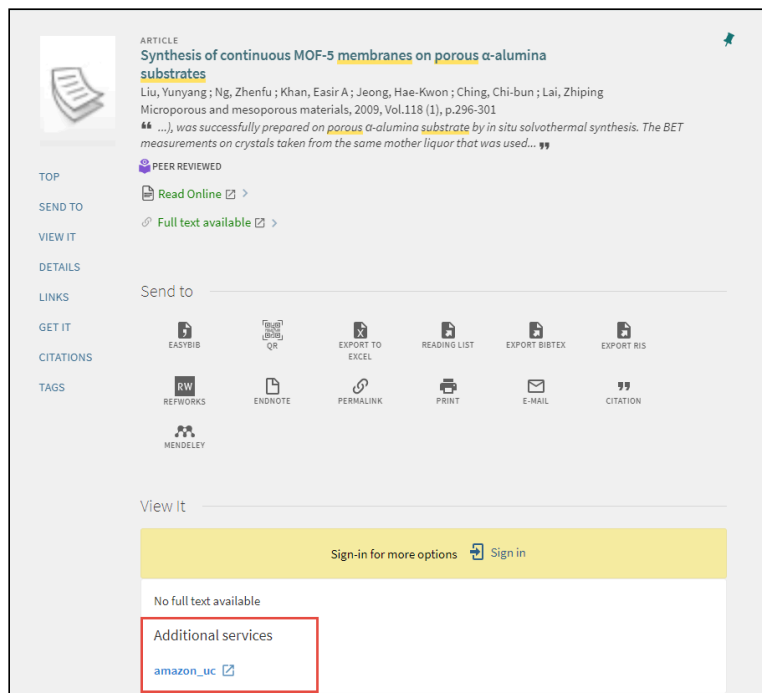 ARTICLE
Synthesis of continuous MOF-5 membranes on porous α-alumina
substrates
Liu, Yunyang ; Ng, Zhenfu ; Khan, Easir A ; Jeong, Hae-Kwon ; Ching, Chi-bun ; Lai, Zhiping
Microporous and mesoporous materials, 2009, Vol.118 (1), p.296-301
❝ ...), was successfully prepared on porous α-alumina substrate by in situ solvothermal synthesis. The BET
measurements on crystals taken from the same mother liquor that was used... ❞
PEER REVIEWED
Read Online
Full text available
TOP
SEND TO
VIEW IT
DETAILS
LINKS
GET IT
CITATIONS
TAGS
Send to
EASYBIB
QR
EXPORT TO
EXCEL
READING LIST
EXPORT BIBTEX
EXPORT RIS
RW
REFWORKS
ENDNOTE
PERMALINK
PRINT
E-MAIL
CITATION
MENDELEY
View It
Sign-in for more options Sign in
No full text available
Additional services
amazon_uc